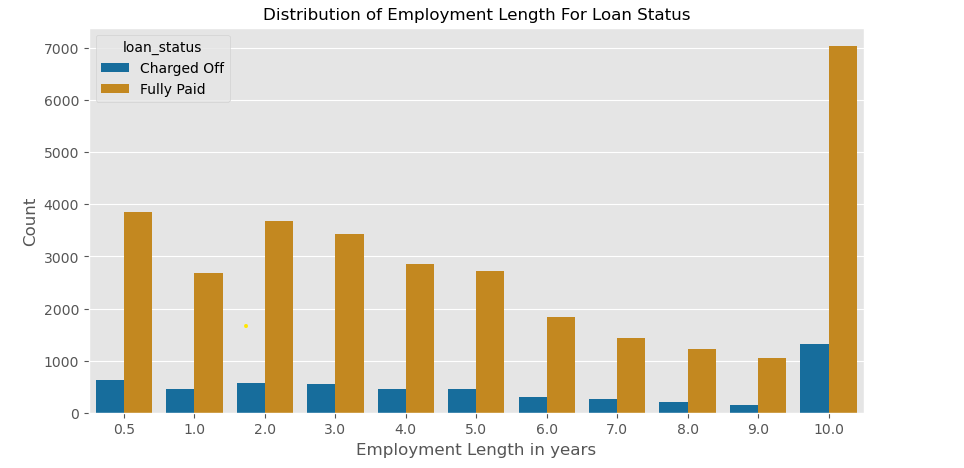 Distribution of Employment Length For Loan Status
loan_status
Charged Off
Fully Paid
Count
7000
6000
5000
4000
3000
2000
1000
0
0.5 1.0 2.0 3.0 4.0 5.0 6.0 7.0 8.0 9.0 10.0
Employment Length in years